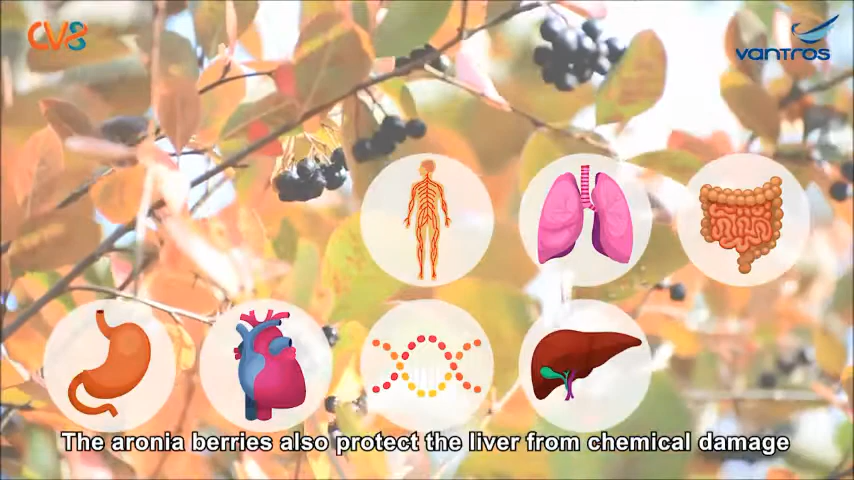 CV8
vantros
The aronia berries also protect the liver from chemical damage